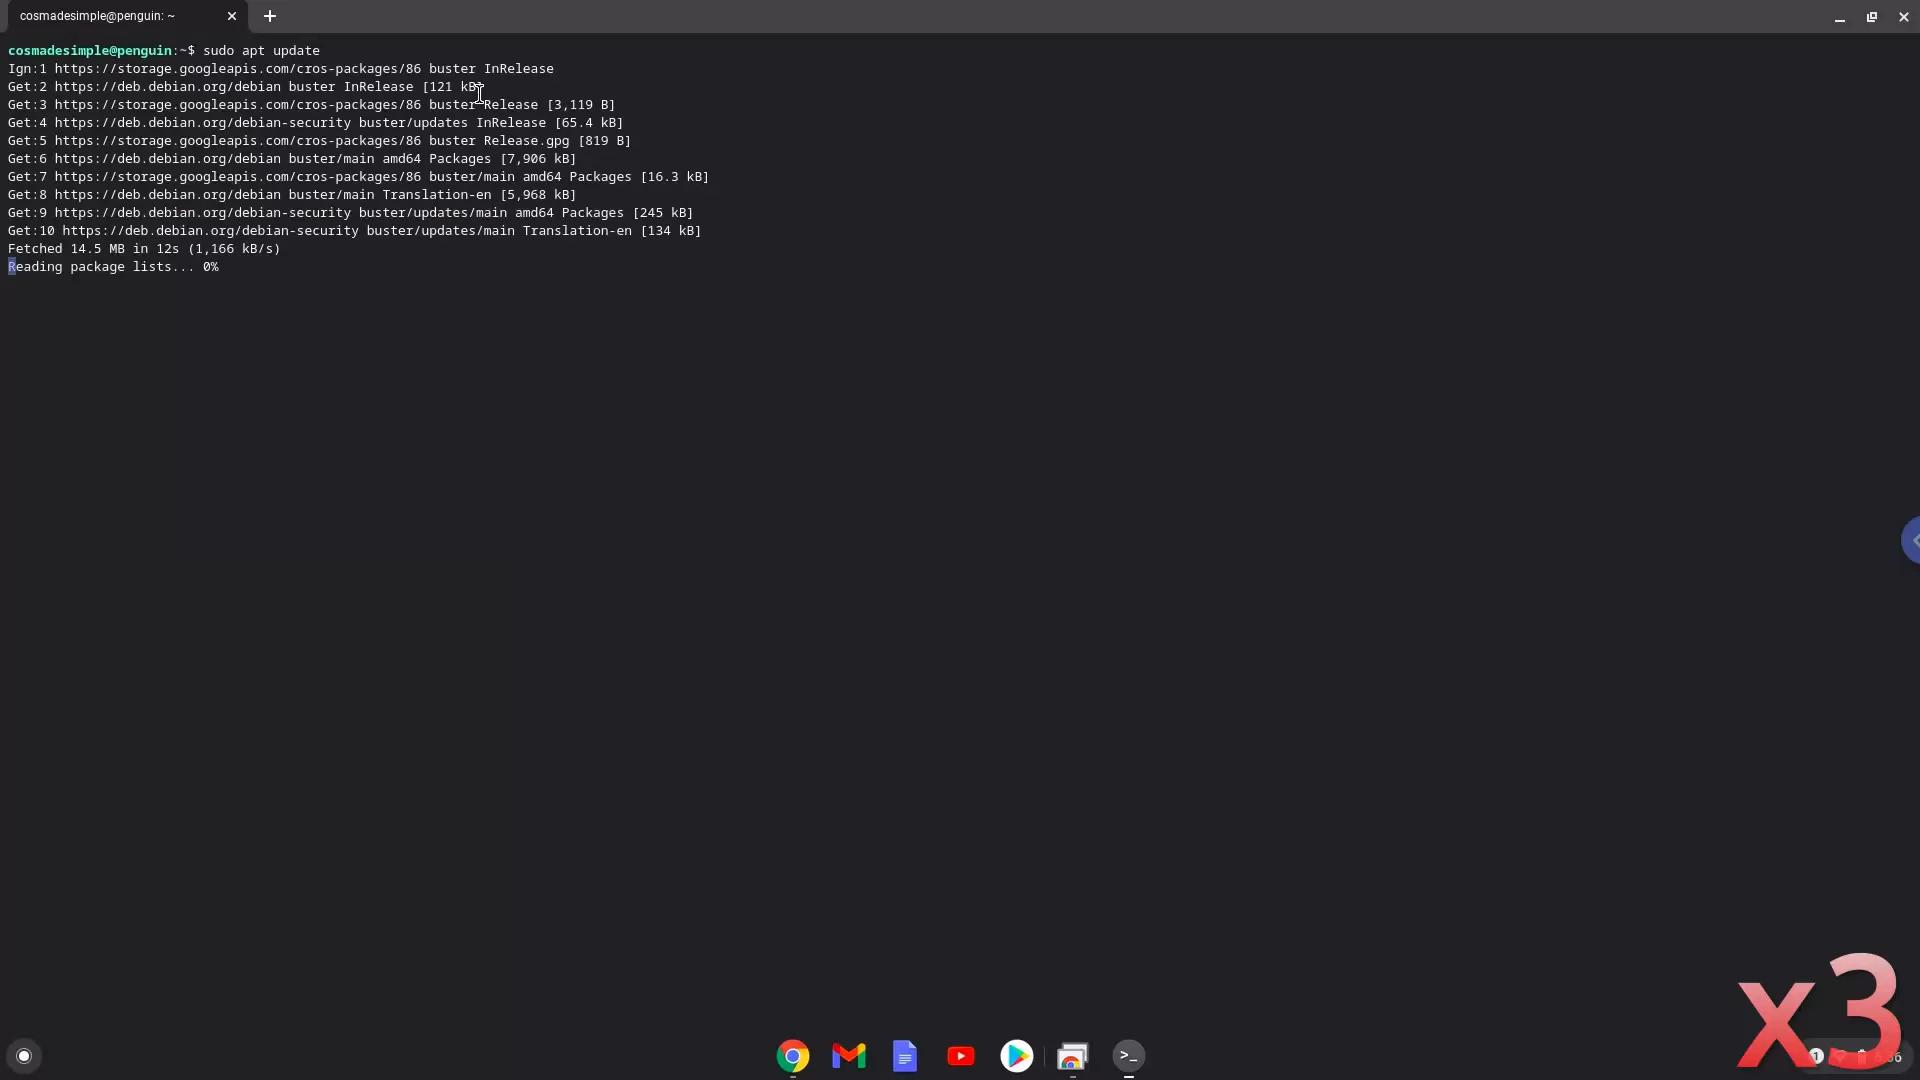 cosmadesimple@penguin: ~
cosmadesimple@penguin:~$ sudo apt update
Ign:1 https://storage.googleapis.com/cros-packages/86 buster InRelease
Get:2 https://deb.debian.org/debian buster InRelease [121 kB]
Get:3 https://storage.googleapis.com/cros-packages/86 buster Release [3,119 B]
Get:4 https://deb.debian.org/debian-security buster/updates InRelease [65.4 kB]
Get:5 https://storage.googleapis.com/cros-packages/86 buster Release.gpg [819 B]
Get:6 https://deb.debian.org/debian buster/main amd64 Packages [7,906 kB]
Get:7 https://storage.googleapis.com/cros-packages/86 buster/main amd64 Packages [16.3 kB]
Get:8 https://deb.debian.org/debian buster/main Translation-en [5,968 kB]
Get:9 https://deb.debian.org/debian-security buster/updates/main amd64 Packages [245 kB]
Get:10 https://deb.debian.org/debian-security buster/updates/main Translation-en [134 kB]
Fetched 14.5 MB in 12s (1,166 kB/s)
Reading package lists... 0%
x3
1